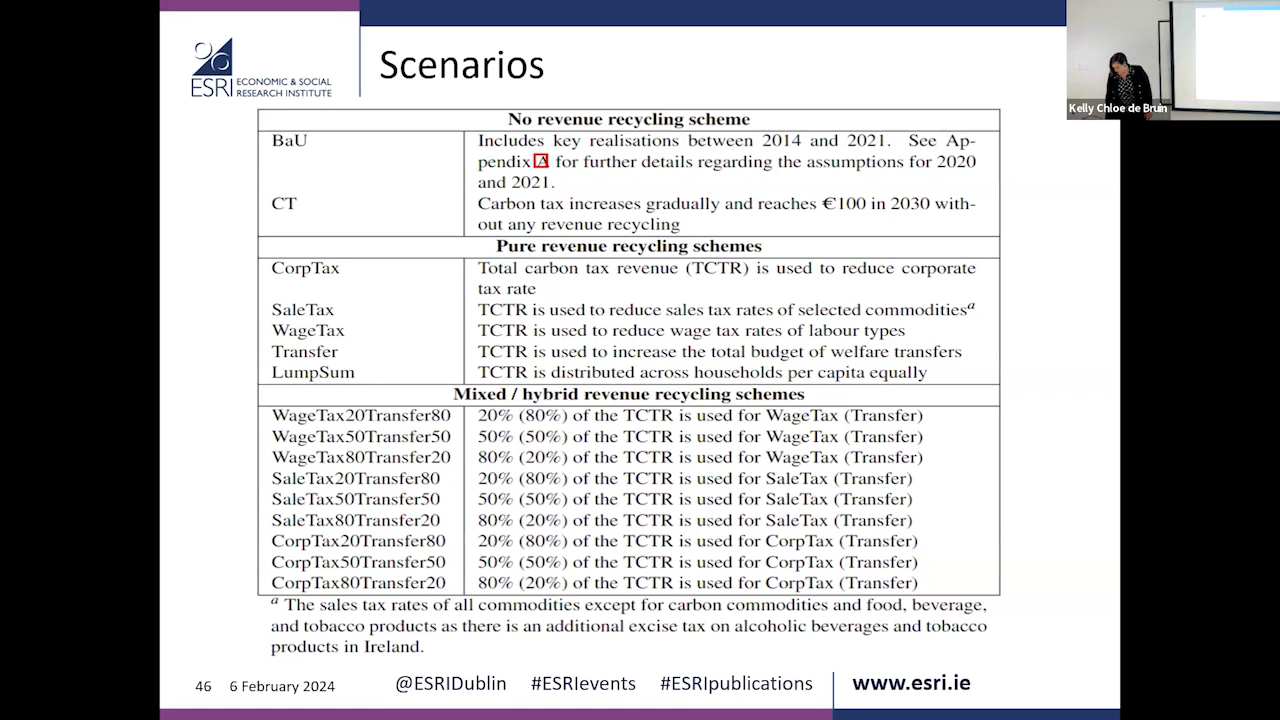 ESRI ECONOMIC & SOCIAL
RESEARCH INSTITUTE
Scenarios
Kelly Chloe de Bruin
No revenue recycling scheme
BaU Includes key realisations between 2014 and 2021. See Ap-
pendix A for further details regarding the assumptions for 2020
and 2021.
CT Carbon tax increases gradually and reaches €100 in 2030 with-
out any revenue recycling
Pure revenue recycling schemes
CorpTax Total carbon tax revenue (TCTR) is used to reduce corporate
tax rate
SaleTax TCTR is used to reduce sales tax rates of selected commodities^a
WageTax TCTR is used to reduce wage tax rates of labour types
Transfer TCTR is used to increase the total budget of welfare transfers
LumpSum TCTR is distributed across households per capita equally
Mixed / hybrid revenue recycling schemes
WageTax20Transfer80 20% (80%) of the TCTR is used for WageTax (Transfer)
WageTax50Transfer50 50% (50%) of the TCTR is used for WageTax (Transfer)
WageTax80Transfer20 80% (20%) of the TCTR is used for WageTax (Transfer)
SaleTax20Transfer80 20% (80%) of the TCTR is used for SaleTax (Transfer)
SaleTax50Transfer50 50% (50%) of the TCTR is used for SaleTax (Transfer)
SaleTax80Transfer20 80% (20%) of the TCTR is used for SaleTax (Transfer)
CorpTax20Transfer80 20% (80%) of the TCTR is used for CorpTax (Transfer)
CorpTax50Transfer50 50% (50%) of the TCTR is used for CorpTax (Transfer)
CorpTax80Transfer20 80% (20%) of the TCTR is used for CorpTax (Transfer)
^a The sales tax rates of all commodities except for carbon commodities and food, beverage,
and tobacco products as there is an additional excise tax on alcoholic beverages and tobacco
products in Ireland.
46 6 February 2024 @ESRIDublin #ESRIevents #ESRIpublications www.esri.ie